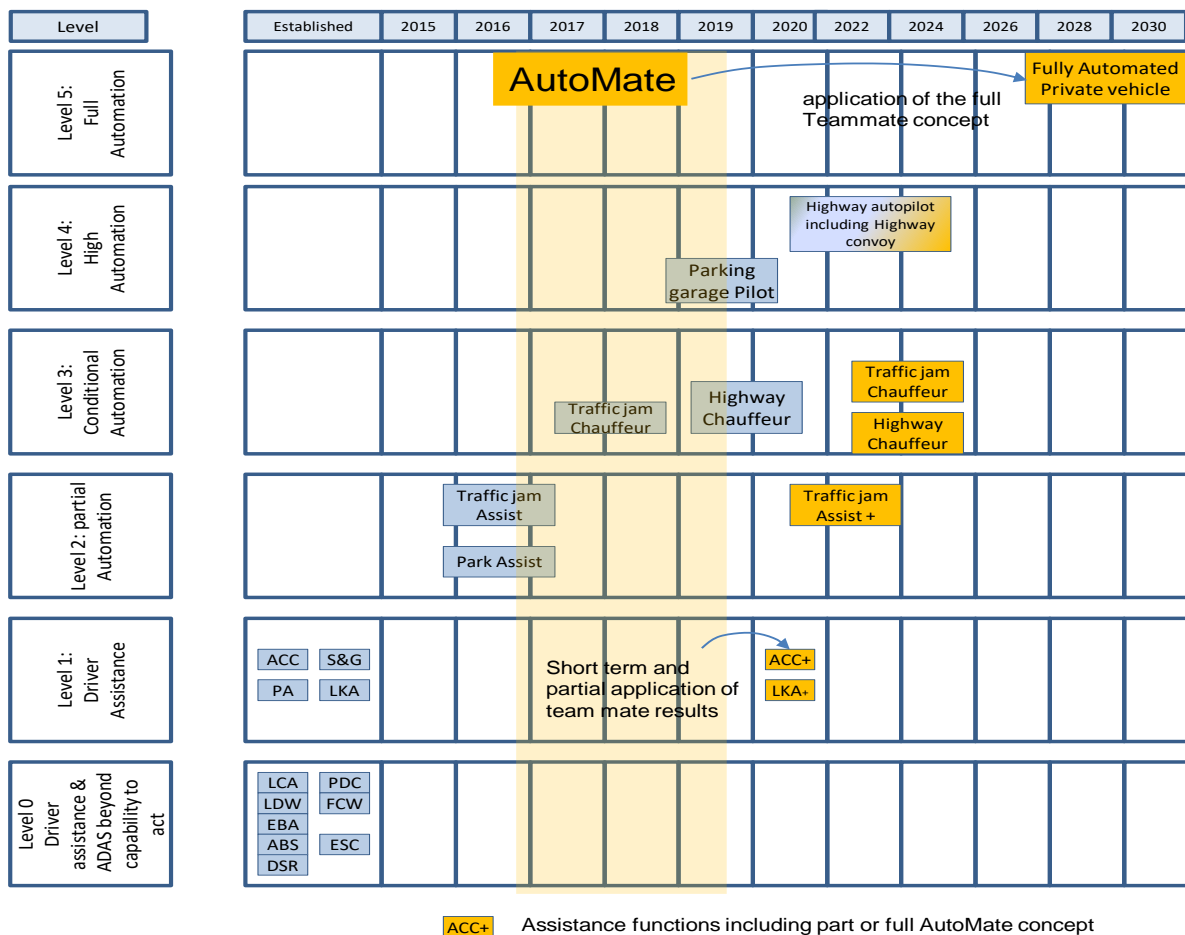 Level
Established 2015 2016 2017 2018 2019 2020 2022 2024 2026 2028 2030
Level 5:
Full
Automation
AutoMate
application of the full
Teammate concept
Fully Automated
Private vehicle
Level 4:
High
Automation
Highway autopilot
including Highway
convoy
Parking
garage Pilot
Level 3:
Conditional
Automation
Traffic jam
Chauffeur
Highway
Chauffeur
Traffic jam
Chauffeur
Highway
Chauffeur
Level 2: partial
Automation
Traffic jam
Assist
Park Assist
Traffic jam
Assist +
Level 1:
Driver
Assistance
ACC S&G
PA LKA
Short term and
partial application of
team mate results
ACC+
LKA+
Level 0
Driver
assistance &
ADAS beyond
capability to
act
LCA PDC
LDW FCW
EBA
ABS ESC
DSR
ACC+ Assistance functions including part or full AutoMate concept